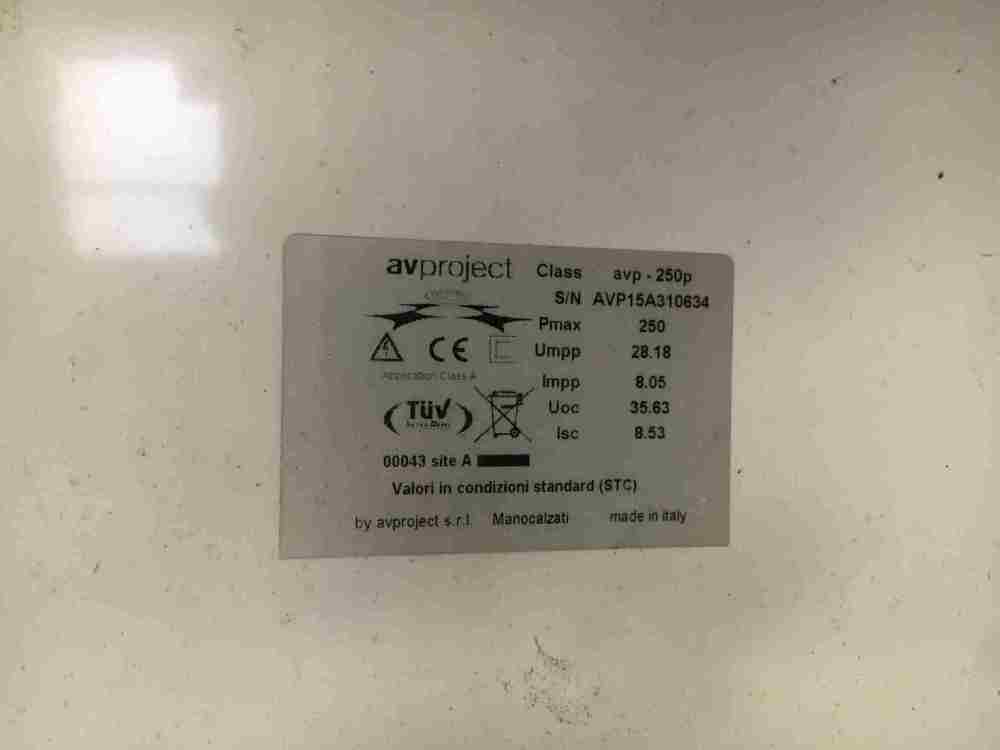 avproject Class avp - 250p
S/N AVP15A310634
Pmax 250
Umpp 28.18
CE
Application Class A
Impp 8.05
TÜV
Uoc 35.63
Isc 8.53
00043 site A
Valori in condizioni standard (STC)
by avproject s.r.l. Manocalzati made in italy